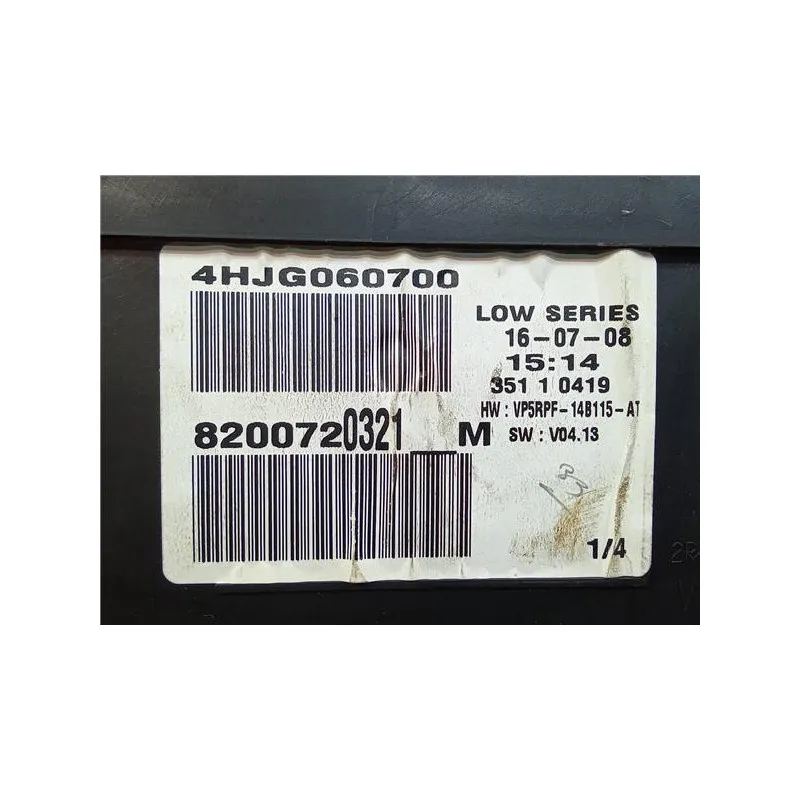 4HJG060700
LOW SERIES
16-07-08
15:14
351 1 0419
HW : VP5RPF-14B115-AT
8200720321__M
SW : V04.13
1/4